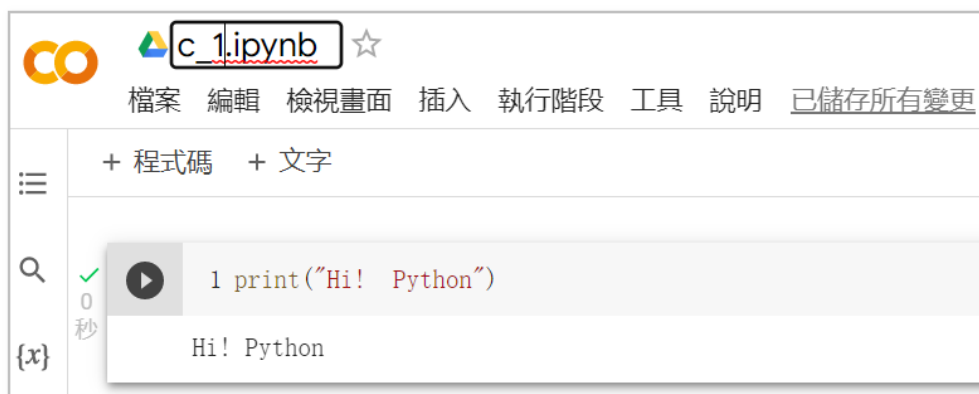 c_1.ipynb
檔案 編輯 檢視畫面 插入 執行階段 工具 說明 已儲存所有變更
+ 程式碼 + 文字
1 print("Hi!  Python")
0
秒
Hi! Python
{x}